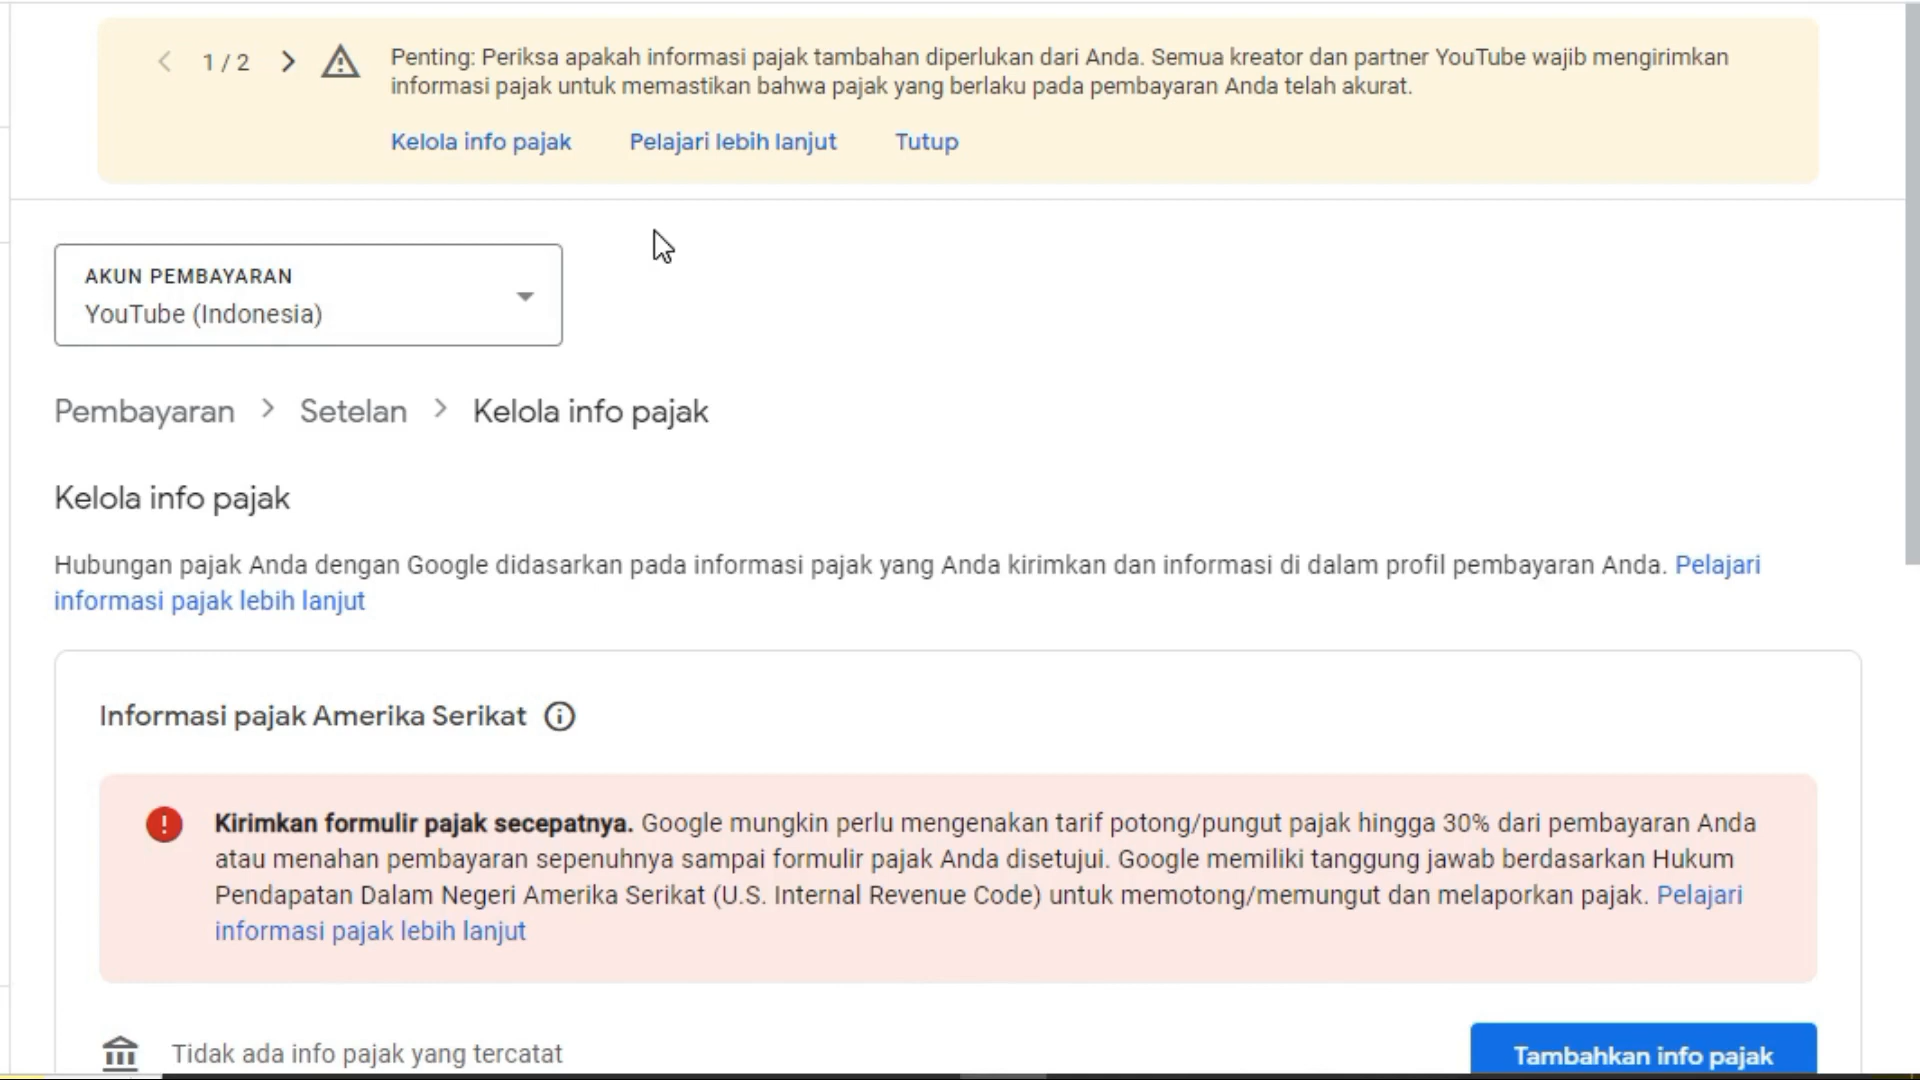 1 / 2
Penting: Periksa apakah informasi pajak tambahan diperlukan dari Anda. Semua kreator dan partner YouTube wajib mengirimkan
informasi pajak untuk memastikan bahwa pajak yang berlaku pada pembayaran Anda telah akurat.
Kelola info pajak Pelajari lebih lanjut Tutup
AKUN PEMBAYARAN
YouTube (Indonesia)
Pembayaran > Setelan > Kelola info pajak
Kelola info pajak
Hubungan pajak Anda dengan Google didasarkan pada informasi pajak yang Anda kirimkan dan informasi di dalam profil pembayaran Anda. Pelajari
informasi pajak lebih lanjut
Informasi pajak Amerika Serikat
Kirimkan formulir pajak secepatnya. Google mungkin perlu mengenakan tarif potong/pungut pajak hingga 30% dari pembayaran Anda
atau menahan pembayaran sepenuhnya sampai formulir pajak Anda disetujui. Google memiliki tanggung jawab berdasarkan Hukum
Pendapatan Dalam Negeri Amerika Serikat (U.S. Internal Revenue Code) untuk memotong/memungut dan melaporkan pajak. Pelajari
informasi pajak lebih lanjut
Tidak ada info pajak yang tercatat
Tambahkan info pajak